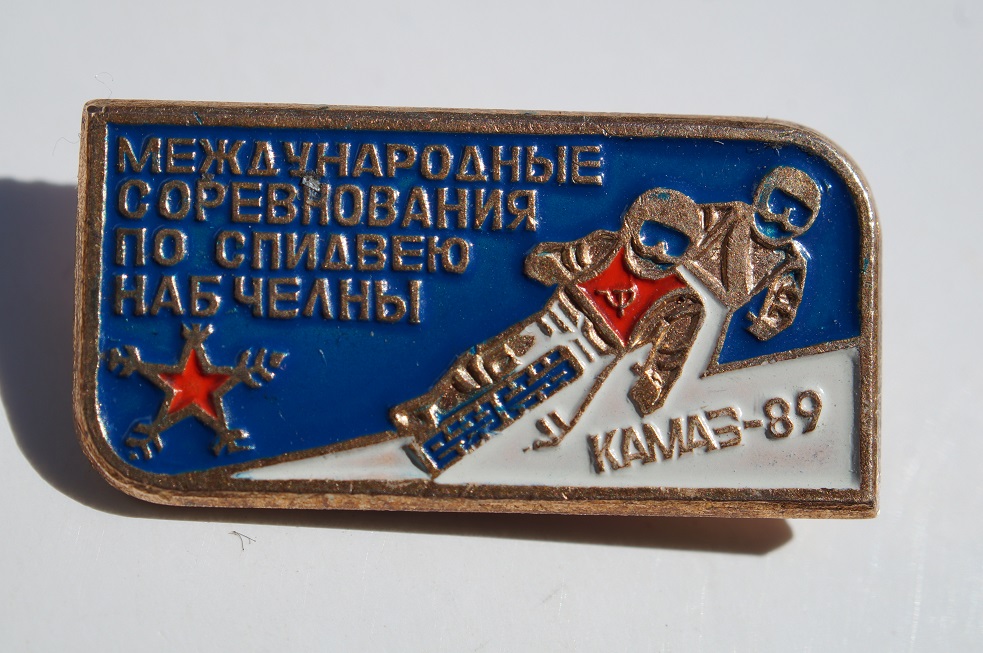 МЕЖДУНАРОДНЫЕ
СОРЕВНОВАНИЯ
ПО СПИДВЕЮ
НАБ ЧЕЛНЫ
КАМАЗ-89